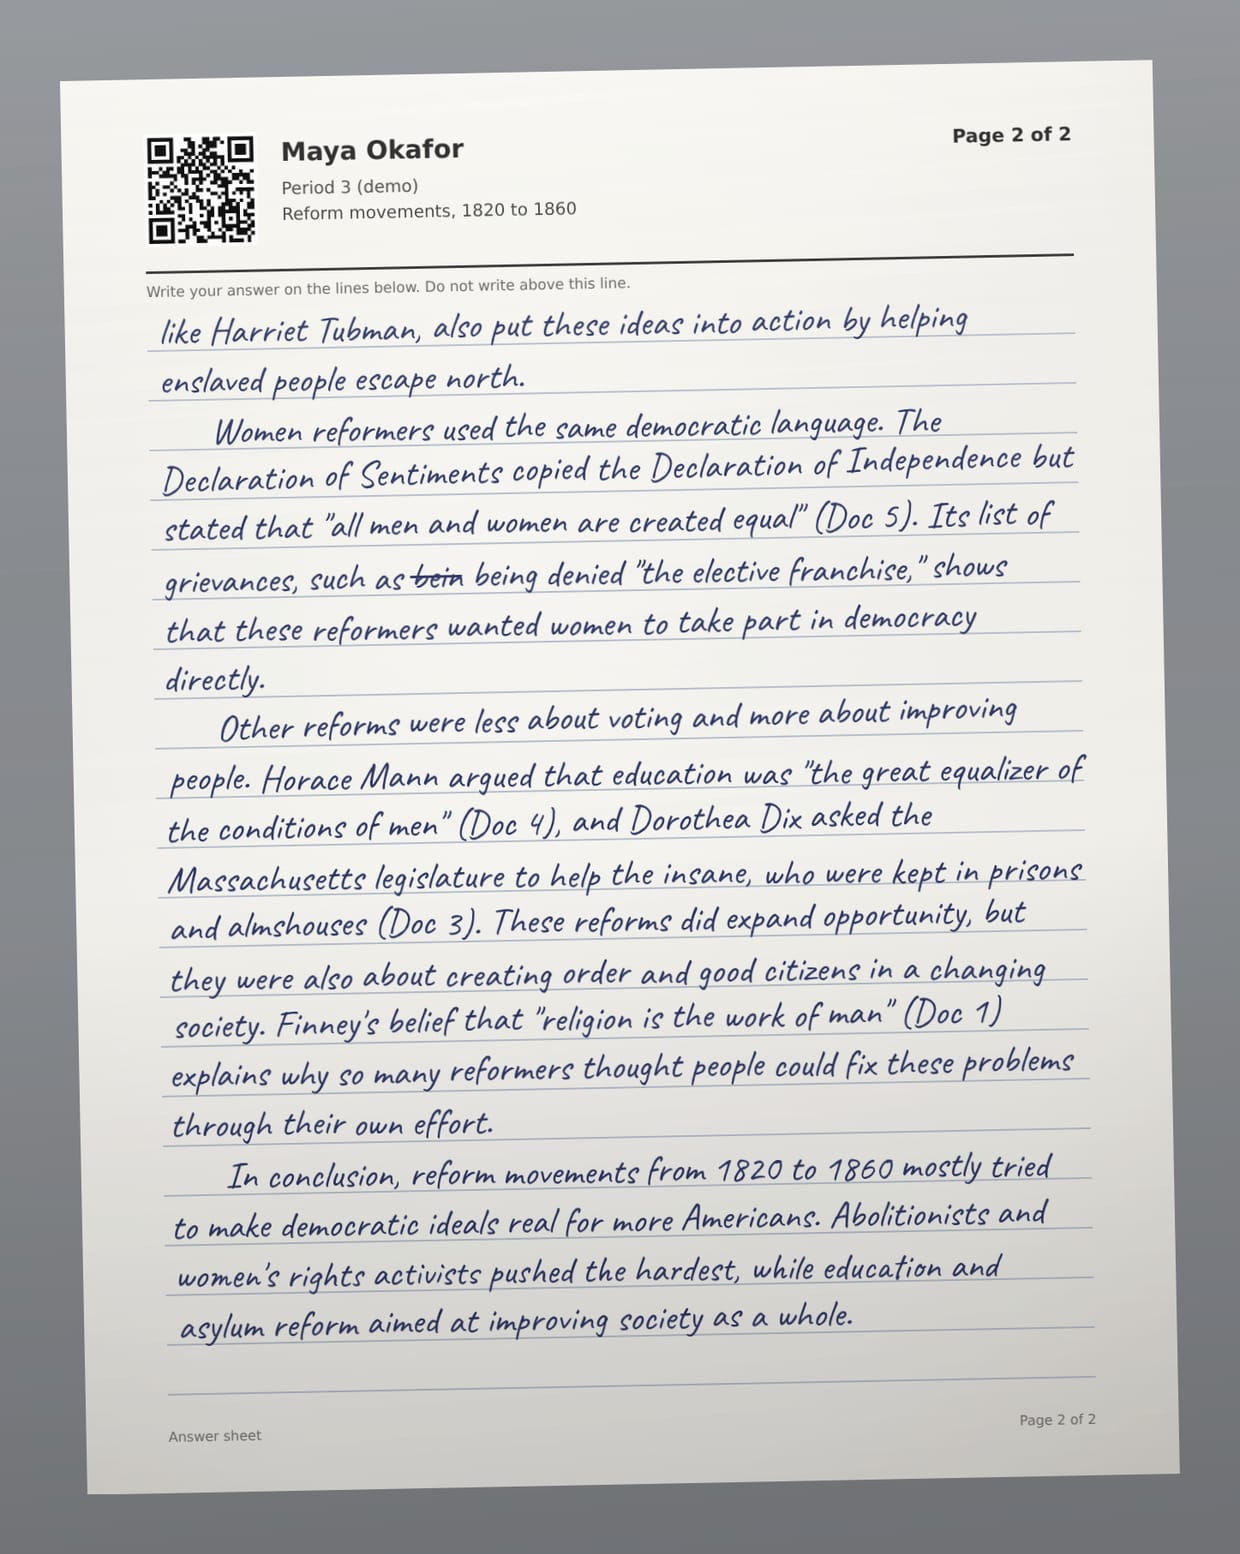 Maya Okafor
Page 2 of 2
Period 3 (demo)
Reform movements, 1820 to 1860
Write your answer on the lines below. Do not write above this line.
like Harriet Tubman, also put these ideas into action by helping
enslaved people escape north.
Women reformers used the same democratic language. The
Declaration of Sentiments copied the Declaration of Independence but
stated that "all men and women are created equal" (Doc 5). Its list of
grievances, such as bein being denied "the elective franchise," shows
that these reformers wanted women to take part in democracy
directly.
Other reforms were less about voting and more about improving
people. Horace Mann argued that education was "the great equalizer of
the conditions of men" (Doc 4), and Dorothea Dix asked the
Massachusetts legislature to help the insane, who were kept in prisons
and almshouses (Doc 3). These reforms did expand opportunity, but
they were also about creating order and good citizens in a changing
society. Finney's belief that "religion is the work of man" (Doc 1)
explains why so many reformers thought people could fix these problems
through their own effort.
In conclusion, reform movements from 1820 to 1860 mostly tried
to make democratic ideals real for more Americans. Abolitionists and
women's rights activists pushed the hardest, while education and
asylum reform aimed at improving society as a whole.
Answer sheet
Page 2 of 2